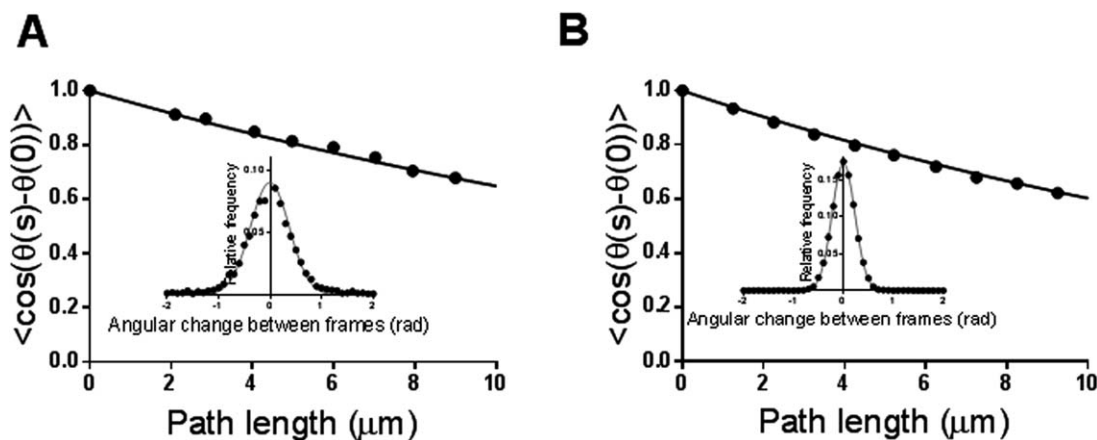 A
<cos(θ(s)-θ(0))>
1.0
0.8
0.6
0.4
0.2
0.0
0 2 4 6 8 10
Path length (μm)
Relative frequency
0.10
0.05
-2 -1 0 1 2
Angular change between frames (rad)
B
<cos(θ(s)-θ(0))>
1.0
0.8
0.6
0.4
0.2
0.0
0 2 4 6 8 10
Path length (μm)
Relative frequency
0.15
0.10
0.05
-2 -1 0 1 2
Angular change between frames (rad)